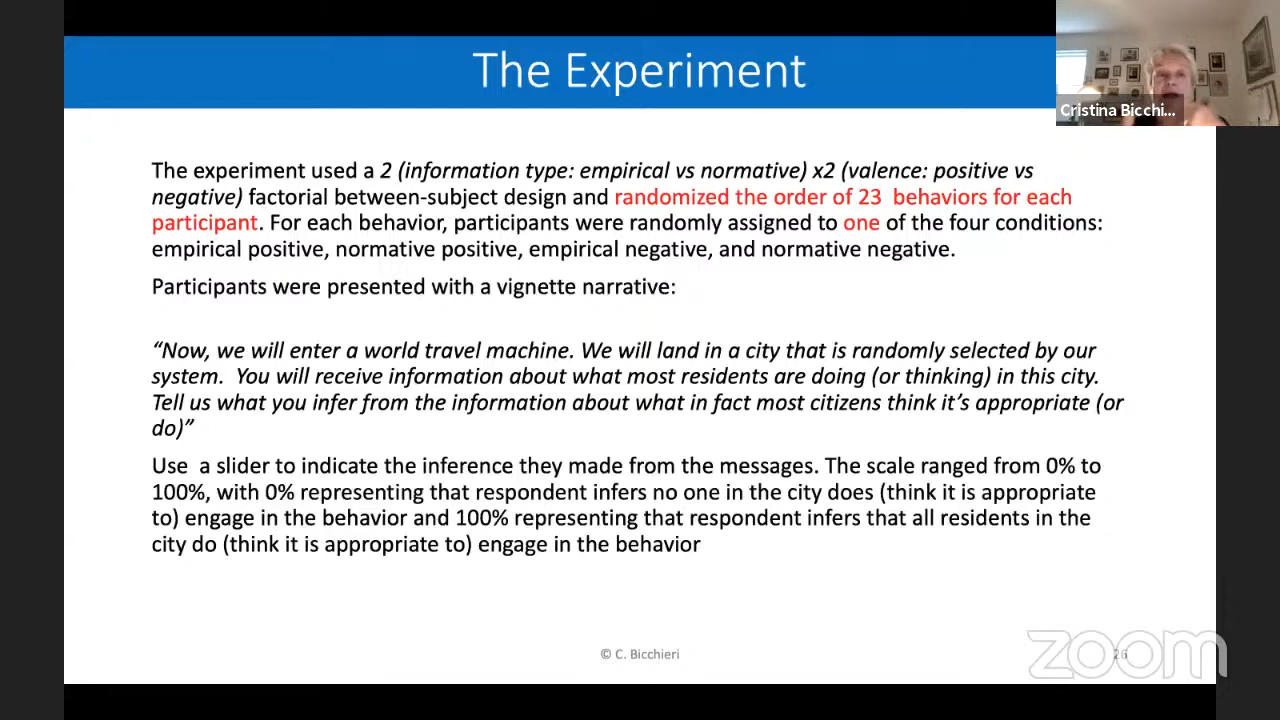 The Experiment
Cristina Bicchi...
The experiment used a 2 (information type: empirical vs normative) x2 (valence: positive vs
negative) factorial between-subject design and randomized the order of 23  behaviors for each
participant. For each behavior, participants were randomly assigned to one of the four conditions:
empirical positive, normative positive, empirical negative, and normative negative.
Participants were presented with a vignette narrative:
“Now, we will enter a world travel machine. We will land in a city that is randomly selected by our
system.  You will receive information about what most residents are doing (or thinking) in this city.
Tell us what you infer from the information about what in fact most citizens think it’s appropriate (or
do)”
Use  a slider to indicate the inference they made from the messages. The scale ranged from 0% to
100%, with 0% representing that respondent infers no one in the city does (think it is appropriate
to) engage in the behavior and 100% representing that respondent infers that all residents in the
city do (think it is appropriate to) engage in the behavior
© C. Bicchieri
26
zoom